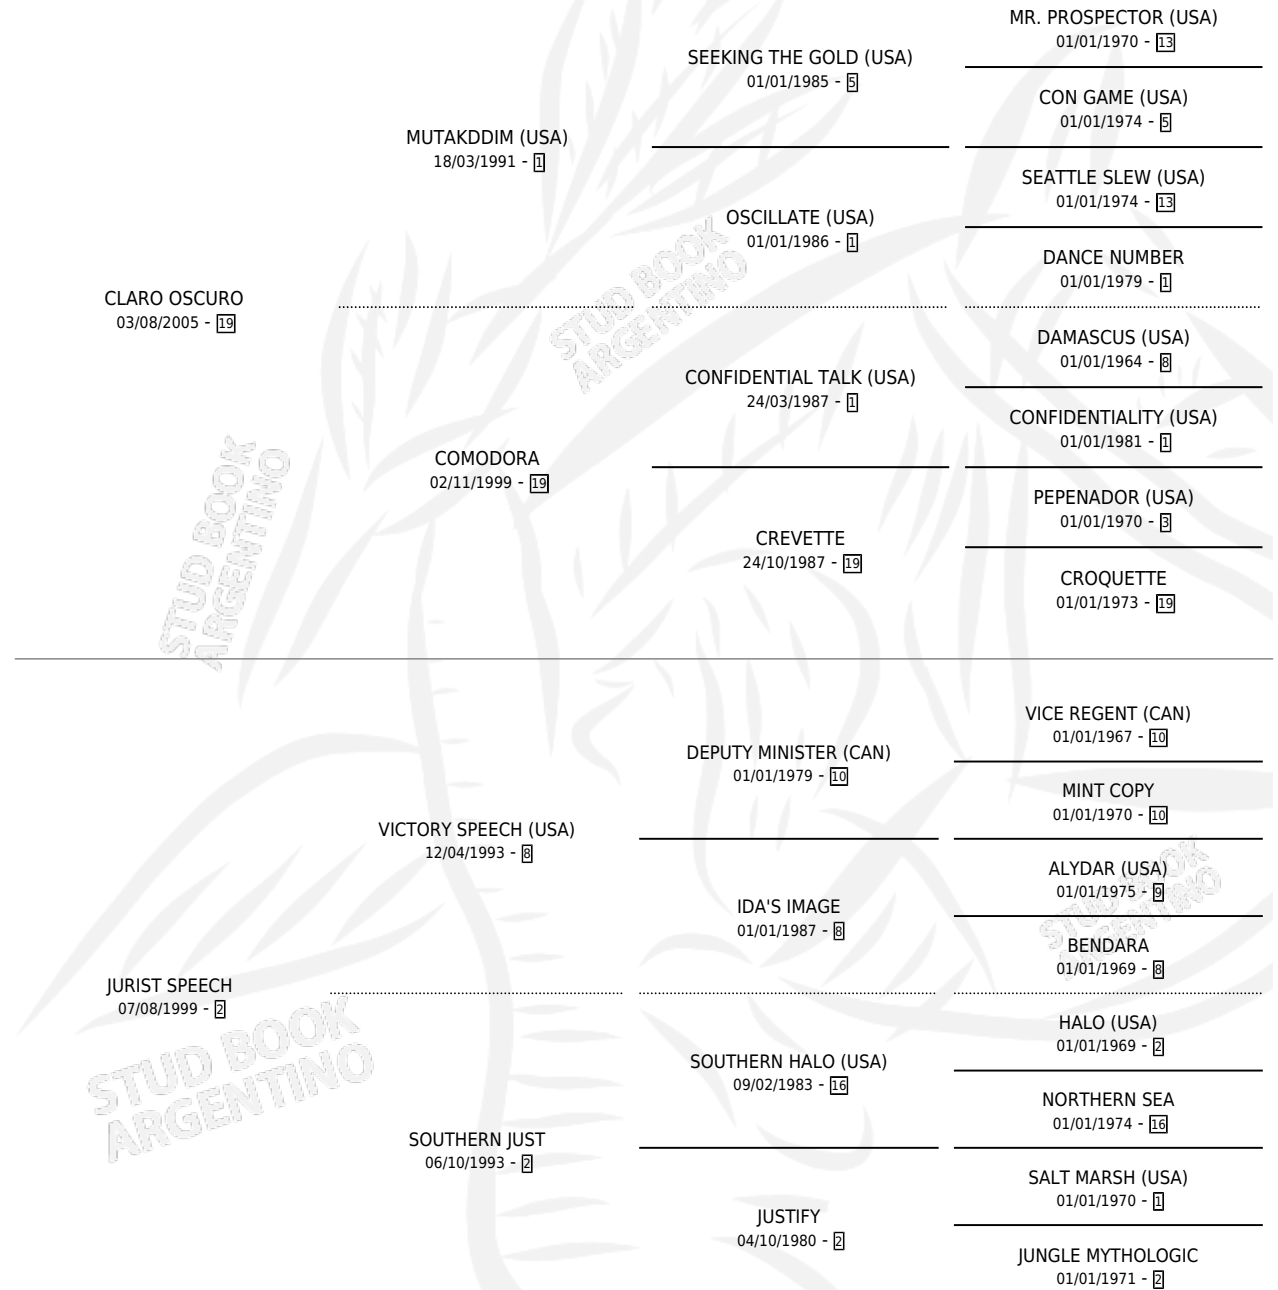 MR. PROSPECTOR (USA)
01/01/1970 - 13
SEEKING THE GOLD (USA)
01/01/1985 - 5
CON GAME (USA)
01/01/1974 - 5
MUTAKDDIM (USA)
18/03/1991 - 1
SEATTLE SLEW (USA)
01/01/1974 - 13
OSCILLATE (USA)
01/01/1986 - 1
DANCE NUMBER
01/01/1979 - 1
CLARO OSCURO
03/08/2005 - 19
STUD BOOK
ARGENTINO
DAMASCUS (USA)
01/01/1964 - 8
CONFIDENTIAL TALK (USA)
24/03/1987 - 1
CONFIDENTIALITY (USA)
01/01/1981 - 1
COMODORA
02/11/1999 - 19
PEPENADOR (USA)
01/01/1970 - 3
CREVETTE
24/10/1987 - 19
CROQUETTE
01/01/1973 - 19
STUD BOOK
ARGENTINO
VICE REGENT (CAN)
01/01/1967 - 10
DEPUTY MINISTER (CAN)
01/01/1979 - 10
MINT COPY
01/01/1970 - 10
VICTORY SPEECH (USA)
12/04/1993 - 8
ALYDAR (USA)
01/01/1975 - 9
IDA'S IMAGE
01/01/1987 - 8
STUD BOOK
ARGENTINO
BENDARA
01/01/1969 - 8
JURIST SPEECH
07/08/1999 - 2
HALO (USA)
01/01/1969 - 2
SOUTHERN HALO (USA)
09/02/1983 - 16
NORTHERN SEA
01/01/1974 - 16
STUD BOOK
ARGENTINO
SOUTHERN JUST
06/10/1993 - 2
SALT MARSH (USA)
01/01/1970 - 1
JUSTIFY
04/10/1980 - 2
JUNGLE MYTHOLOGIC
01/01/1971 - 2